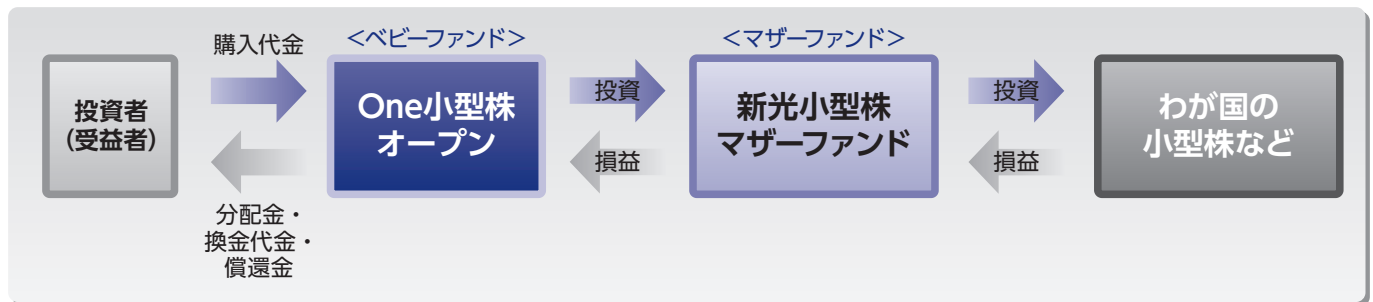 投資者
(受益者)
購入代金
分配金・
換金代金・
償還金
<ベビーファンド>
One小型株
オープン
投資
損益
<マザーファンド>
新光小型株
マザーファンド
投資
損益
わが国の
小型株など